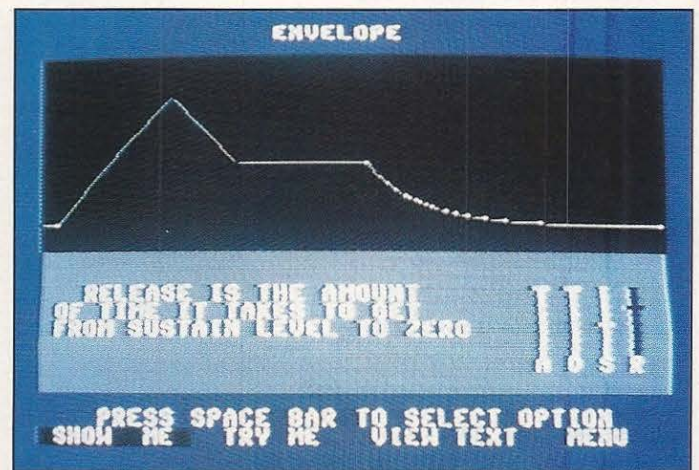 ENVELOPE
RELEASE IS THE AMOUNT
OF TIME IT TAKES TO GET
FROM SUSTAIN LEVEL TO ZERO
A D S R
PRESS SPACE BAR TO SELECT OPTION
SHOW ME TRY ME VIEW TEXT MENU